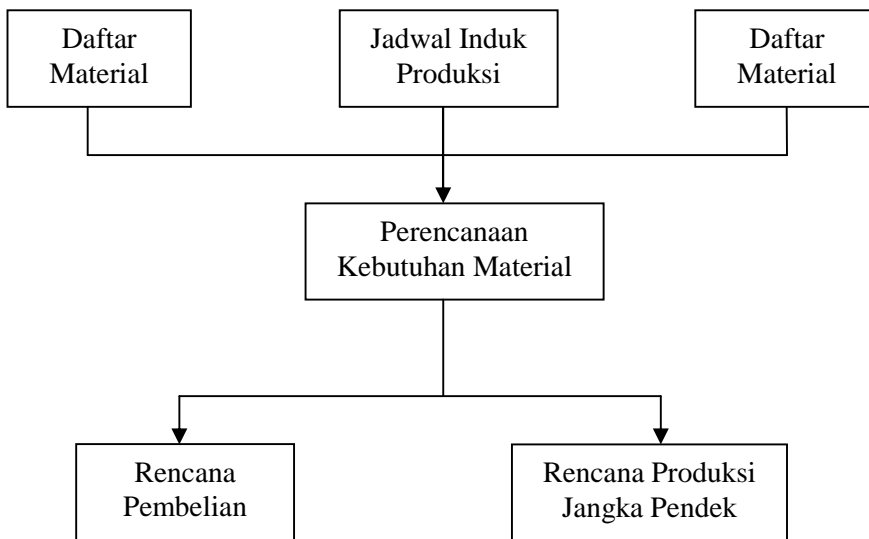 Daftar
Material
Jadwal Induk
Produksi
Daftar
Material
Perencanaan
Kebutuhan Material
Rencana
Pembelian
Rencana Produksi
Jangka Pendek